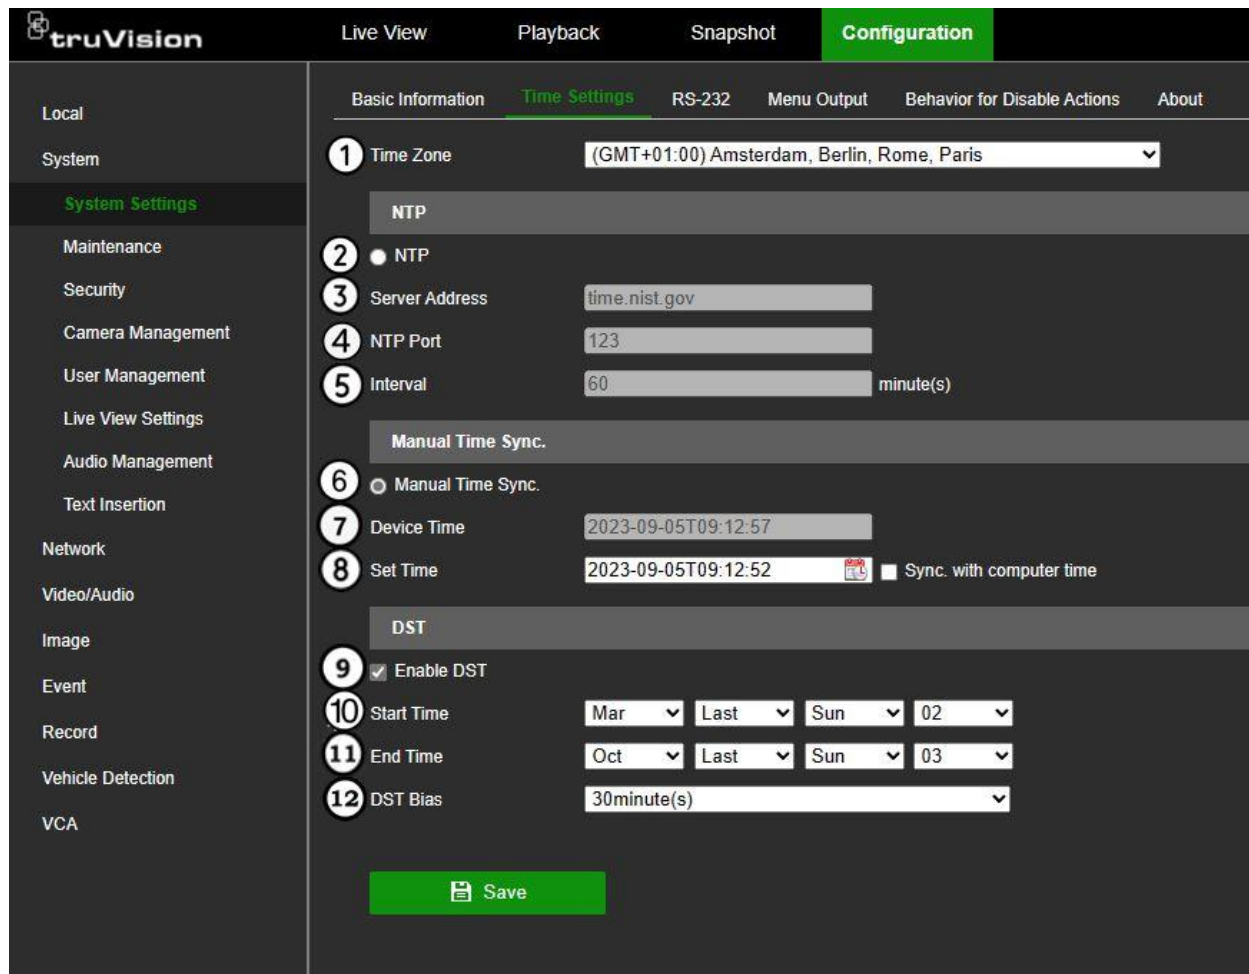 truVision Live View Playback Snapshot Configuration
Basic Information Time Settings RS-232 Menu Output Behavior for Disable Actions About
Local
System
System Settings
Maintenance
Security
Camera Management
User Management
Live View Settings
Audio Management
Text Insertion
Network
Video/Audio
Image
Event
Record
Vehicle Detection
VCA
1 Time Zone (GMT+01:00) Amsterdam, Berlin, Rome, Paris
NTP
2 NTP
3 Server Address time.nist.gov
4 NTP Port 123
5 Interval 60 minute(s)
Manual Time Sync.
6 Manual Time Sync.
7 Device Time 2023-09-05T09:12:57
8 Set Time 2023-09-05T09:12:52 Sync. with computer time
DST
9 Enable DST
10 Start Time Mar Last Sun 02
11 End Time Oct Last Sun 03
12 DST Bias 30minute(s)
Save